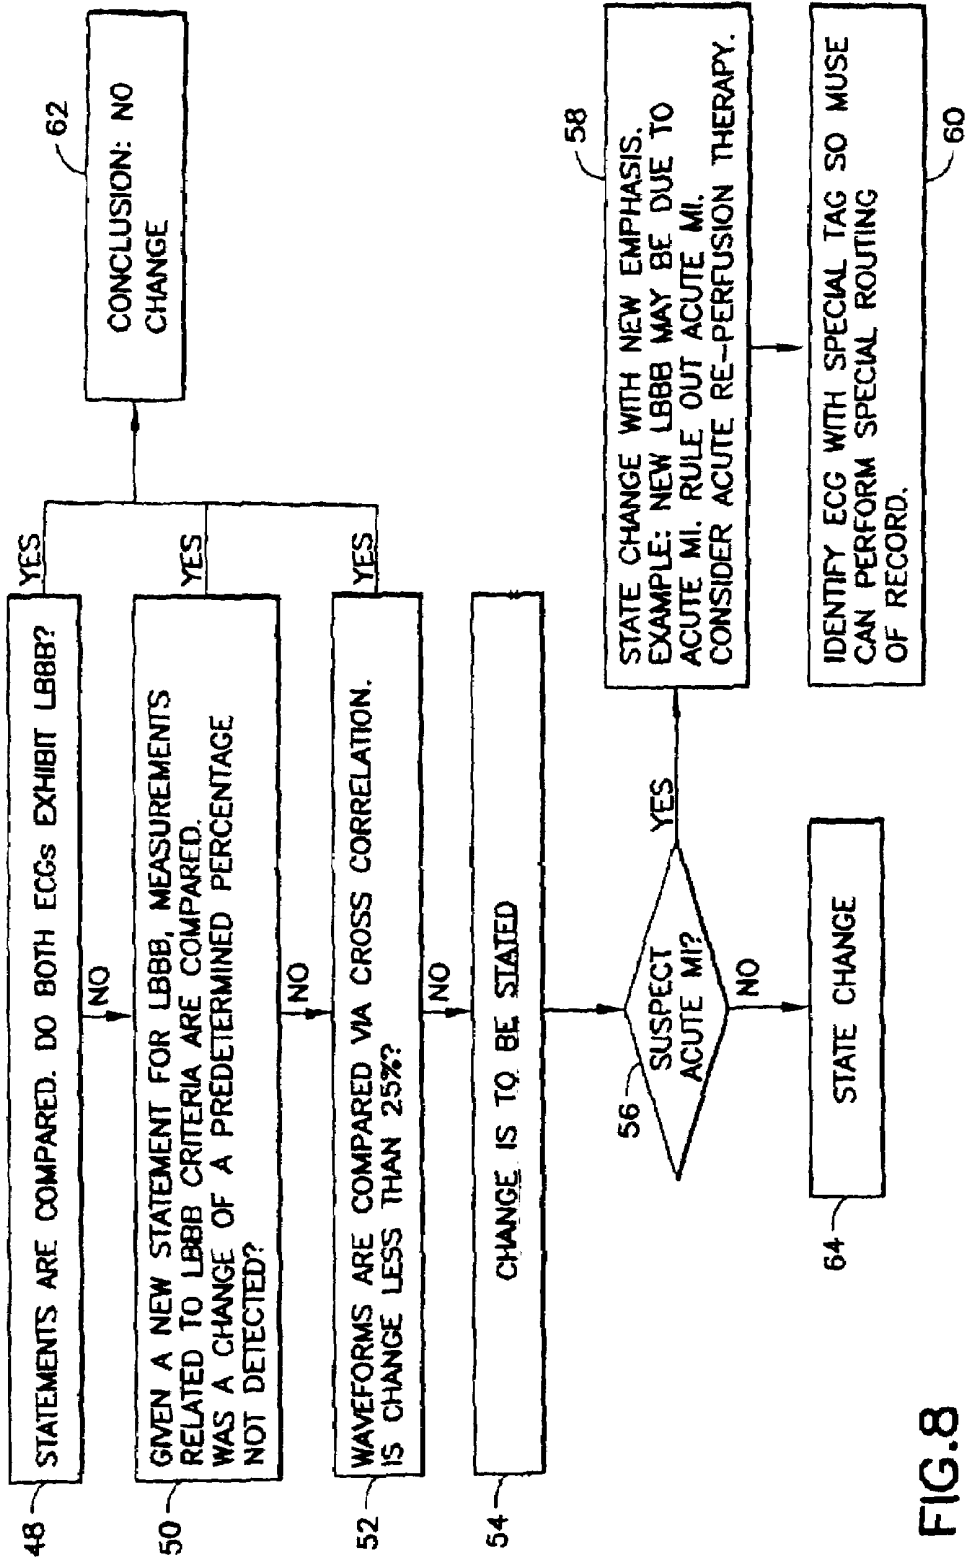 48
STATEMENTS ARE COMPARED. DO BOTH ECGs EXHIBIT LBBB?
YES
NO
62
CONCLUSION: NO
CHANGE
50
GIVEN A NEW STATEMENT FOR LBBB, MEASUREMENTS
RELATED TO LBBB CRITERIA ARE COMPARED.
WAS A CHANGE OF A PREDETERMINED PERCENTAGE
NOT DETECTED?
YES
NO
52
WAVEFORMS ARE COMPARED VIA CROSS CORRELATION.
IS CHANGE LESS THAN 25%?
YES
NO
54
CHANGE IS TO BE STATED
56
SUSPECT
ACUTE MI?
YES
NO
58
STATE CHANGE WITH NEW EMPHASIS.
EXAMPLE: NEW LBBB MAY BE DUE TO
ACUTE MI. RULE OUT ACUTE MI.
CONSIDER ACUTE RE-PERFUSION THERAPY.
64
STATE CHANGE
IDENTIFY ECG WITH SPECIAL TAG SO MUSE
CAN PERFORM SPECIAL ROUTING
OF RECORD.
60
FIG.8